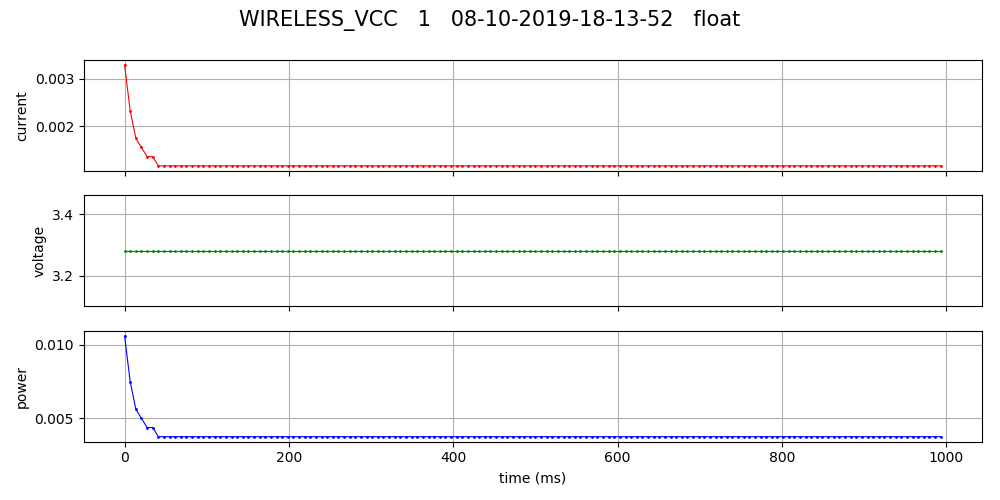 WIRELESS_VCC   1   08-10-2019-18-13-52   float
0.003
0.002
current
3.4
3.2
voltage
0.010
0.005
power
0 200 400 600 800 1000
time (ms)